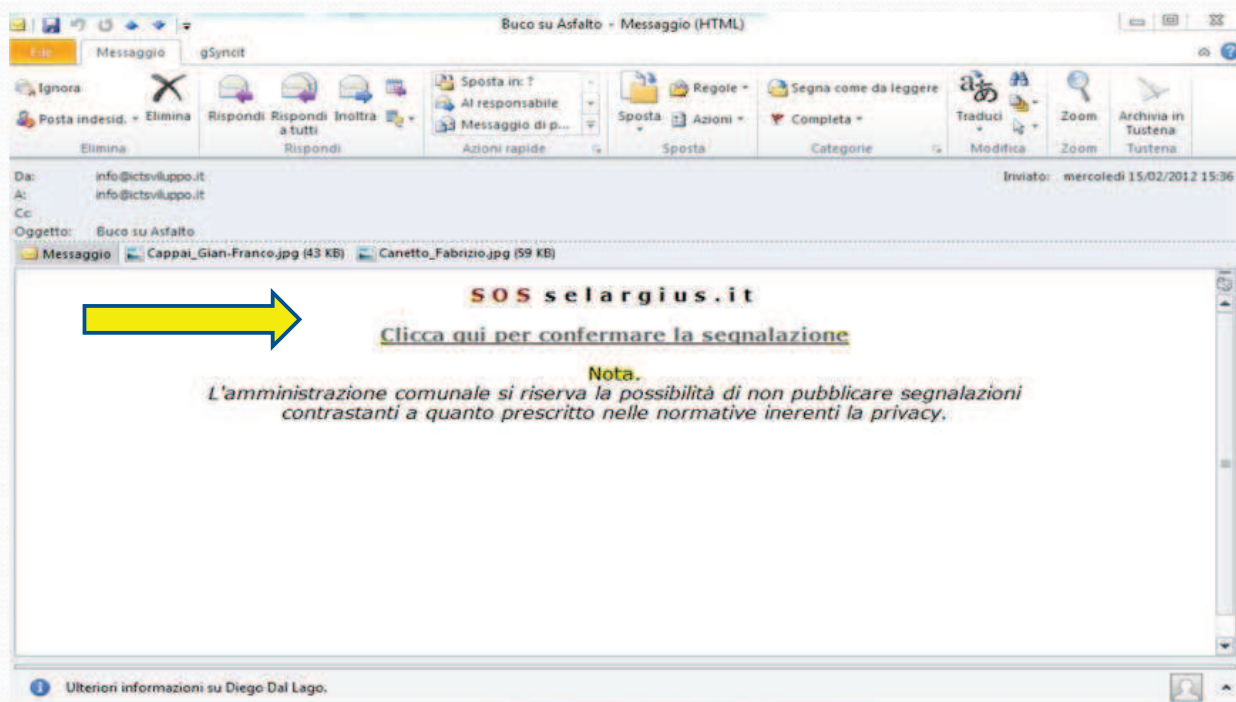 Buco su Asfalto - Messaggio (HTML)
File Messaggio gSyncit
Ignora
Posta indesid. Elimina
Rispondi Rispondi a tutti Inoltra
Sposta in: ?
Al responsabile
Messaggio di p...
Sposta
Regole
Azioni
Segna come da leggere
Completa
Traduci
Zoom
Archivia in Tustena
Elimina Rispondi Azioni rapide Sposta Categorie Modifica Zoom Tustena
Da: info@ictsviluppo.it Inviato: mercoledì 15/02/2012 15:36
A: info@ictsviluppo.it
Cc:
Oggetto: Buco su Asfalto
Messaggio Cappai_Gian-Franco.jpg (43 KB) Canetto_Fabrizio.jpg (59 KB)
SOS selargius.it
Clicca qui per confermare la segnalazione
Nota.
L'amministrazione comunale si riserva la possibilità di non pubblicare segnalazioni
contrastanti a quanto prescritto nelle normative inerenti la privacy.
Ulteriori informazioni su Diego Dal Lago.